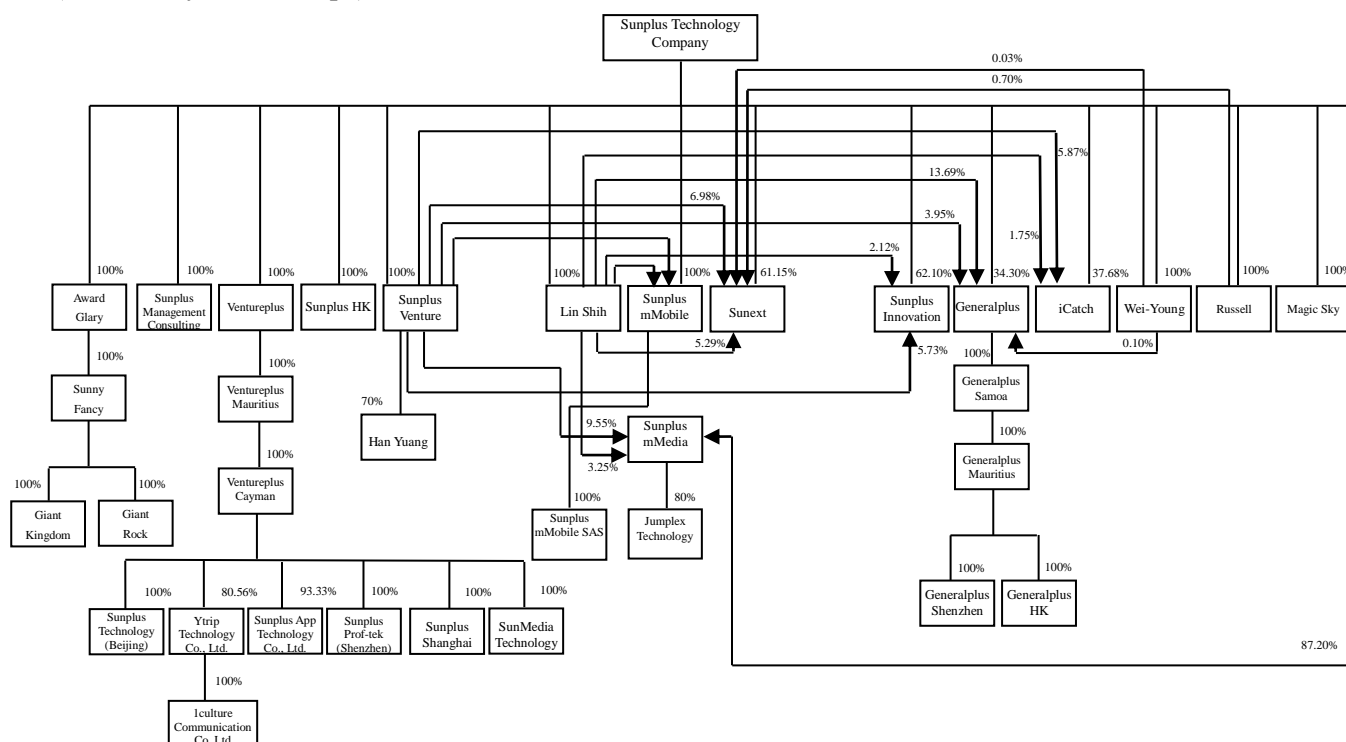 Sunplus Technology
Company
0.03%
0.70%
5.87%
13.69%
6.98%
3.95%
1.75%
2.12%
100%
100%
100%
100%
100%
100%
100%
61.15%
62.10%
34.30%
37.68%
100%
100%
100%
Award
Glary
Sunplus
Management
Consulting
Ventureplus
Sunplus HK
Sunplus
Venture
Lin Shih
Sunplus
mMobile
Sunext
Sunplus
Innovation
Generalplus
iCatch
Wei-Young
Russell
Magic Sky
5.29%
5.73%
0.10%
100%
100%
100%
Sunny
Fancy
Ventureplus
Mauritius
Generalplus
Samoa
70%
Han Yuang
9.55%
Sunplus
mMedia
3.25%
100%
100%
Ventureplus
Cayman
Generalplus
Mauritius
100%
100%
Giant
Kingdom
Giant
Rock
100%
Sunplus
mMobile SAS
80%
Jumplex
Technology
100%
80.56%
93.33%
100%
100%
100%
100%
100%
Sunplus
Technology
(Beijing)
Ytrip
Technology
Co., Ltd.
Sunplus App
Technology
Co., Ltd.
Sunplus
Prof-tek
(Shenzhen)
Sunplus
Shanghai
SunMedia
Technology
Generalplus
Shenzhen
Generalplus
HK
87.20%
100%
1culture
Communication
Co. Ltd